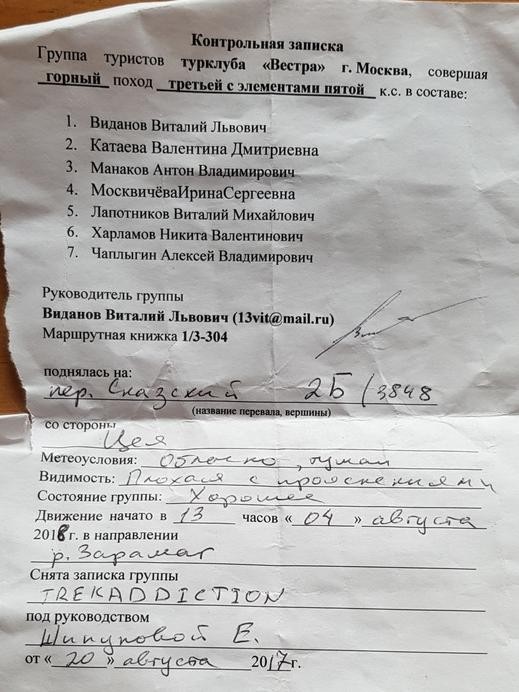 Контрольная записка
Группа туристов турклуба «Вестра» г. Москва, совершая
горный поход третьей с элементами пятой к.с. в составе:
1. Виданов Виталий Львович
2. Катаева Валентина Дмитриевна
3. Манаков Антон Владимирович
4. МосквичёваИринаСергеевна
5. Лапотников Виталий Михайлович
6. Харламов Никита Валентинович
7. Чаплыгин Алексей Владимирович
Руководитель группы
Виданов Виталий Львович (13vit@mail.ru)
Маршрутная книжка 1/3-304
поднялась на:
пер. Сказский 2Б /3848
(название перевала, вершины)
со стороны
Цея
Метеоусловия: Облачно, туман
Видимость: Плохая с прояснениями
Состояние группы: Хорошее
Движение начато в 13 часов « 04 » августа
2018г. в направлении
р. Зарамаг
Снята записка группы
TREKADDICTION
под руководством
Шипуновой Е.
от « 20 » августа 2017г.